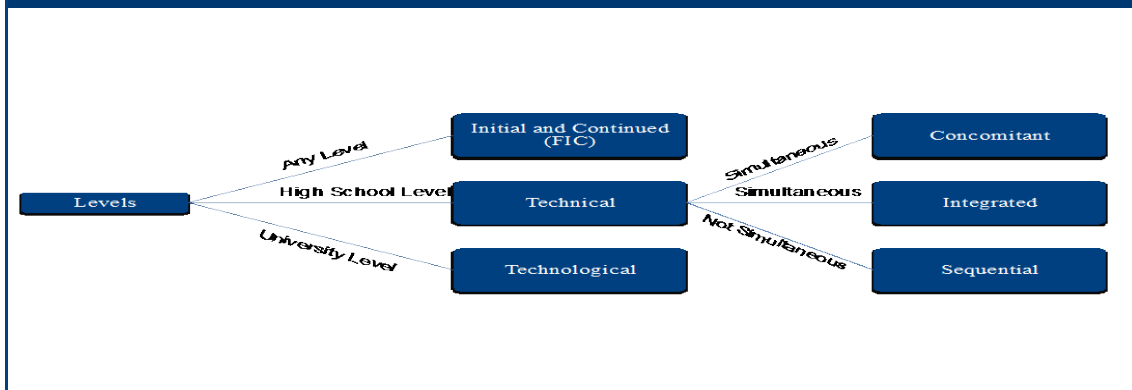 Levels
Any Level
High School Level
University Level
Initial and Continued
(FIC)
Technical
Technological
Simultaneous
Simultaneous
Not Simultaneous
Concomitant
Integrated
Sequential